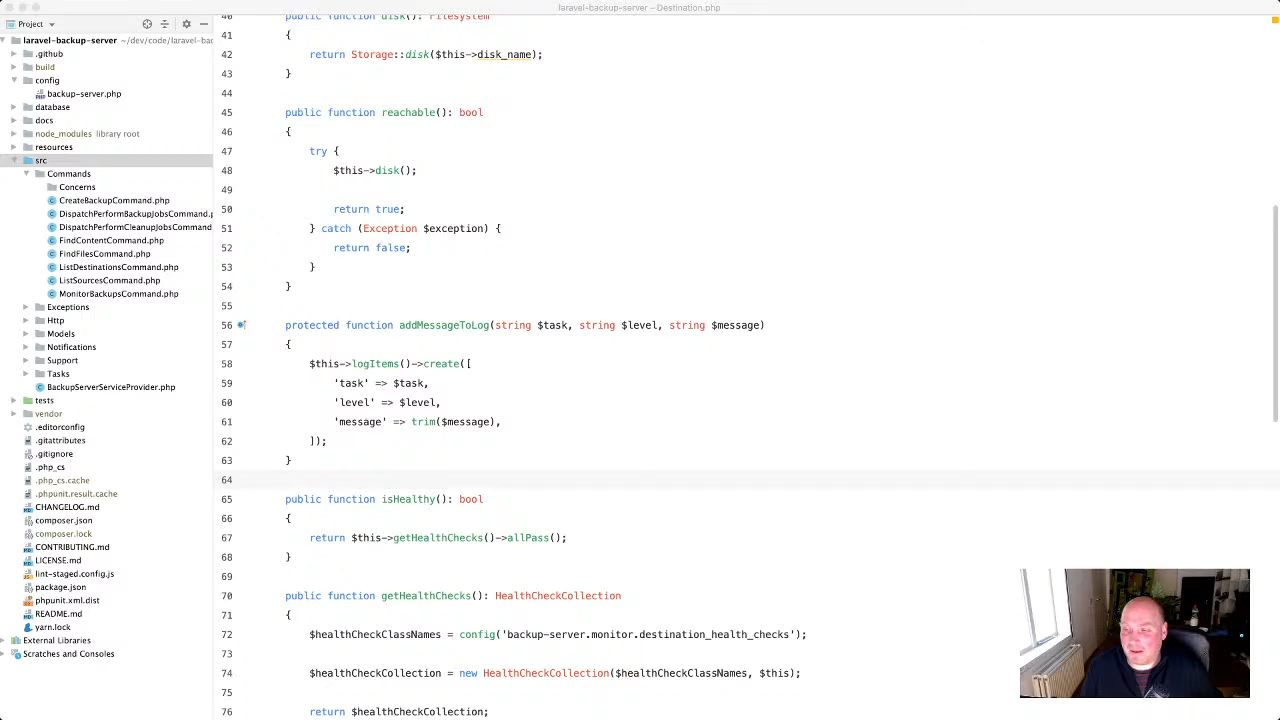 laravel-backup-server – Destination.php
Project
laravel-backup-server ~/dev/code/laravel-bac
.github
build
config
backup-server.php
database
docs
node_modules library root
resources
src
Commands
Concerns
CreateBackupCommand.php
DispatchPerformBackupJobsCommand.p
DispatchPerformCleanupJobsCommand
FindContentCommand.php
FindFilesCommand.php
ListDestinationsCommand.php
ListSourcesCommand.php
MonitorBackupsCommand.php
Exceptions
Http
Models
Notifications
Support
Tasks
BackupServerServiceProvider.php
tests
vendor
.editorconfig
.gitattributes
.gitignore
.php_cs
.php_cs.cache
.phpunit.result.cache
CHANGELOG.md
composer.json
composer.lock
CONTRIBUTING.md
LICENSE.md
lint-staged.config.js
package.json
phpunit.xml.dist
README.md
yarn.lock
External Libraries
Scratches and Consoles
40 public function disk(): Filesystem
41 {
42 return Storage::disk($this->disk_name);
43 }
44
45 public function reachable(): bool
46 {
47 try {
48 $this->disk();
49
50 return true;
51 } catch (Exception $exception) {
52 return false;
53 }
54 }
55
56 protected function addMessageToLog(string $task, string $level, string $message)
57 {
58 $this->logItems()->create([
59 'task' => $task,
60 'level' => $level,
61 'message' => trim($message),
62 ]);
63 }
64
65 public function isHealthy(): bool
66 {
67 return $this->getHealthChecks()->allPass();
68 }
69
70 public function getHealthChecks(): HealthCheckCollection
71 {
72 $healthCheckClassNames = config('backup-server.monitor.destination_health_checks');
73
74 $healthCheckCollection = new HealthCheckCollection($healthCheckClassNames, $this);
75
76 return $healthCheckCollection;